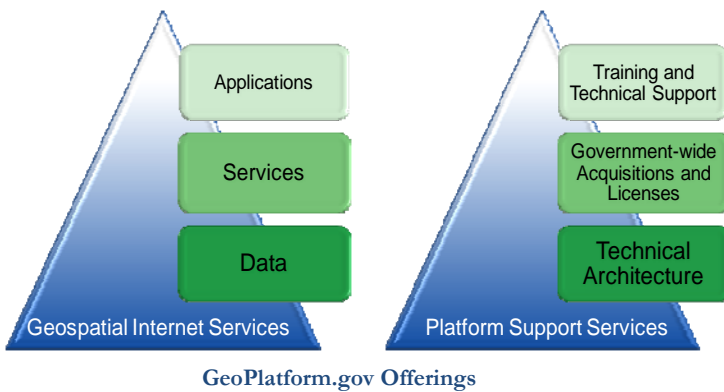 Applications
Services
Data
Geospatial Internet Services
Training and
Technical Support
Government-wide
Acquisitions and
Licenses
Technical
Architecture
Platform Support Services
GeoPlatform.gov Offerings